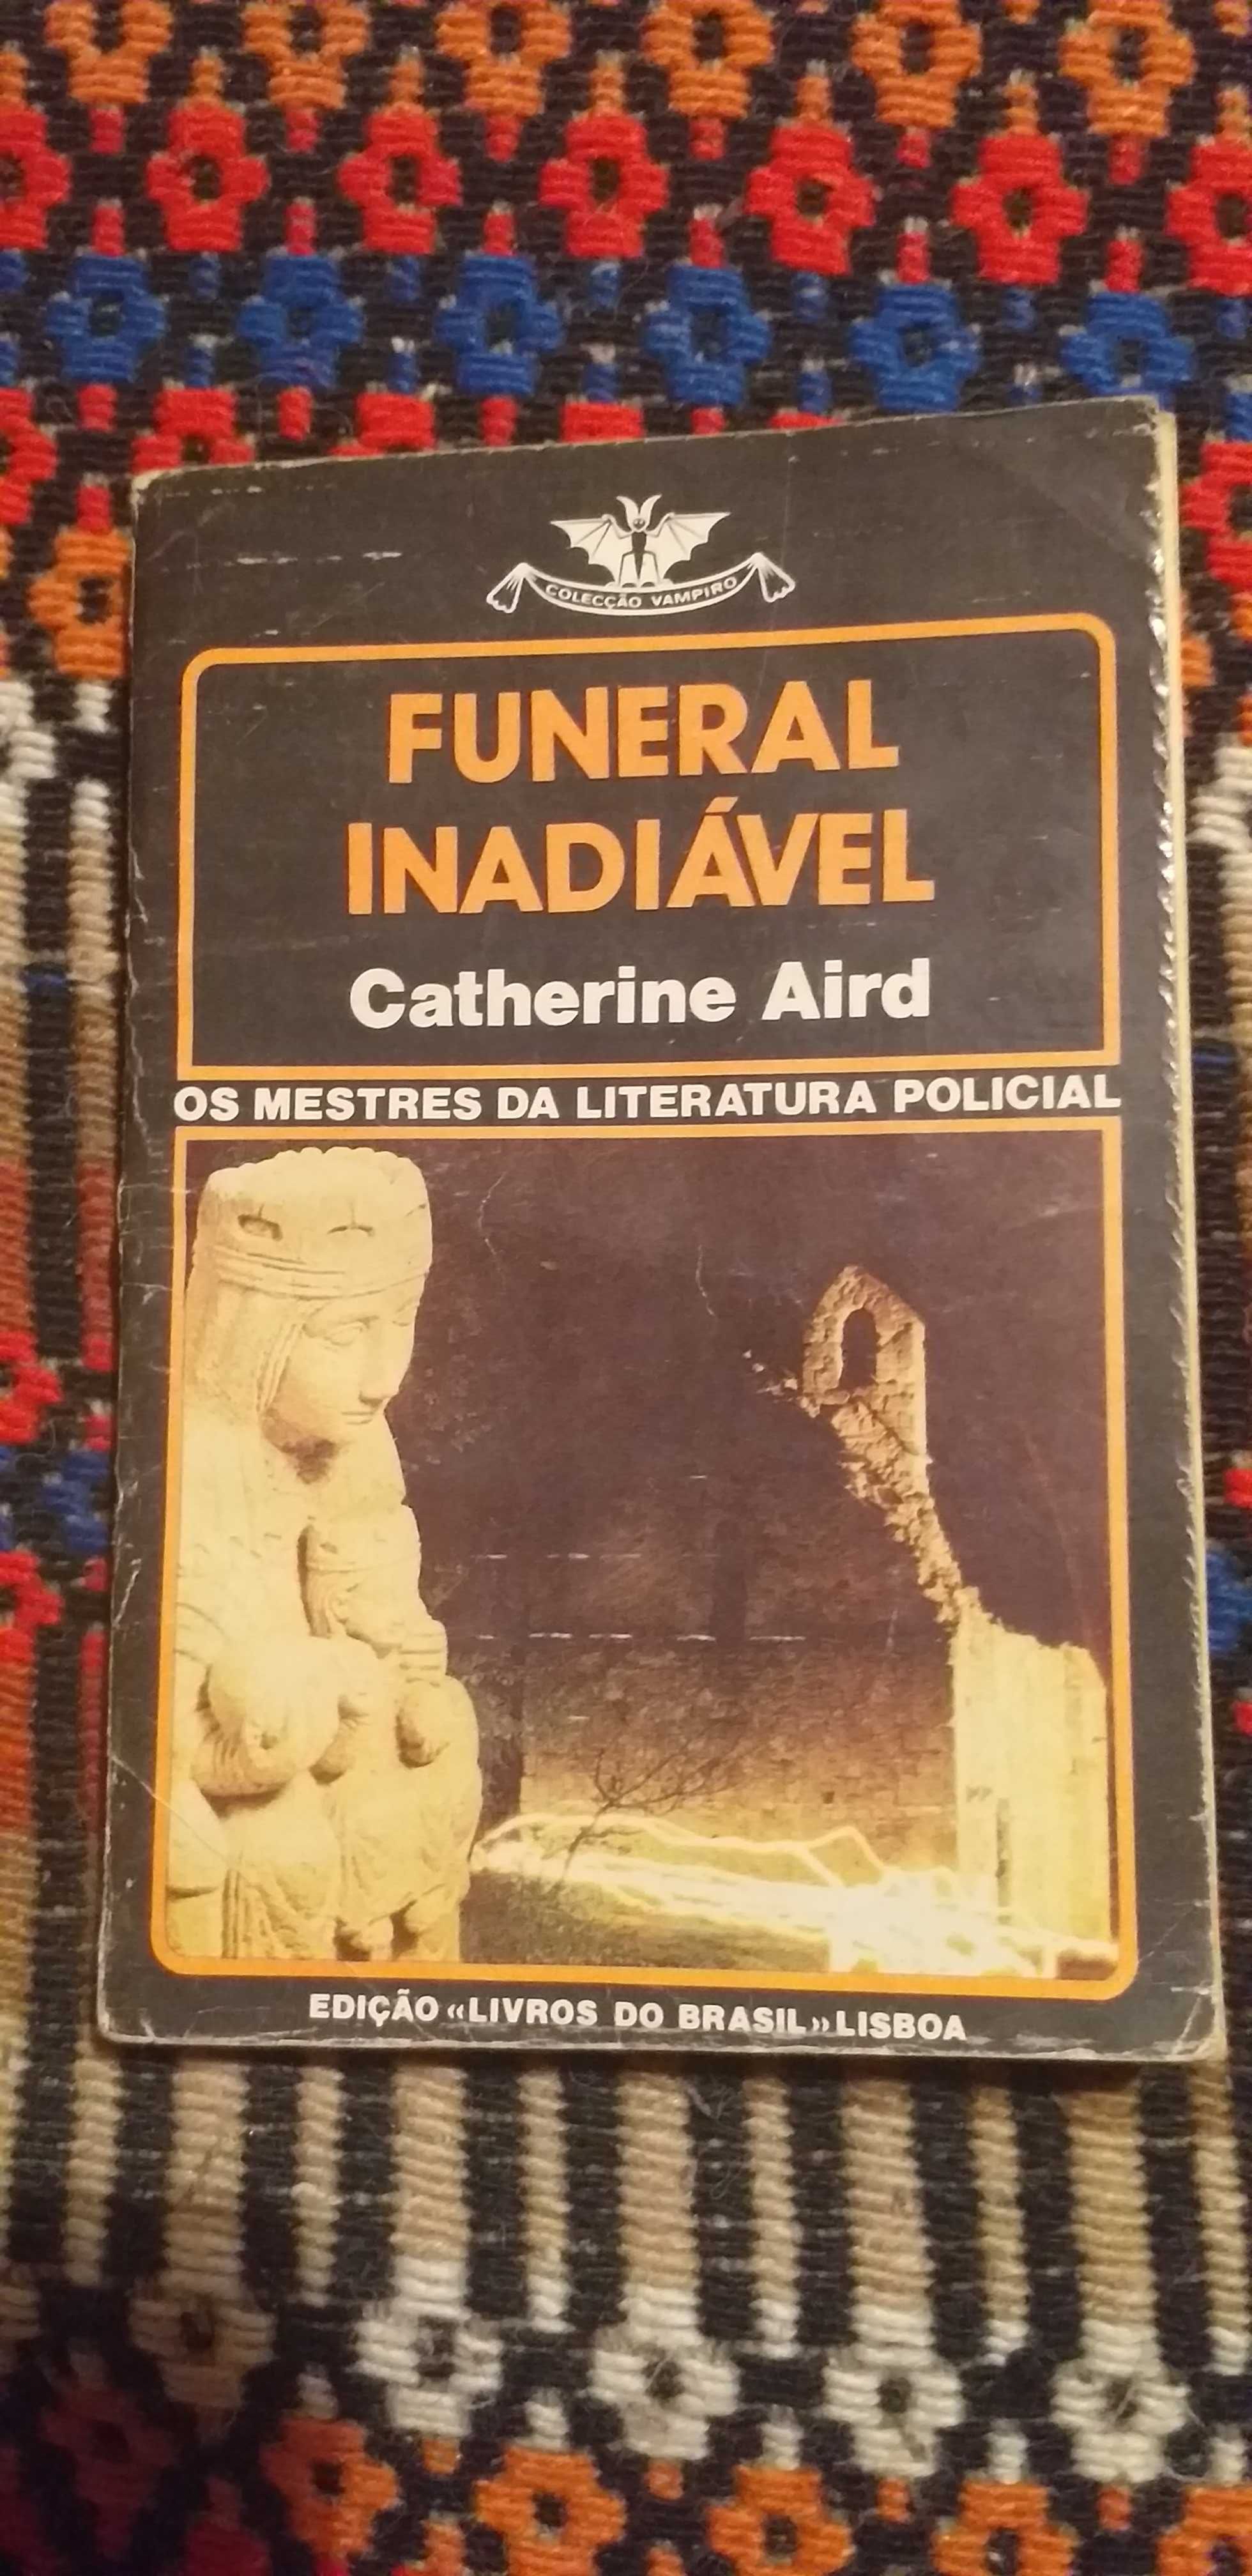 COLECÇÃO VAMPIRO
FUNERAL
INADIÁVEL
Catherine Aird
OS MESTRES DA LITERATURA POLICIAL
EDIÇÃO «LIVROS DO BRASIL» LISBOA